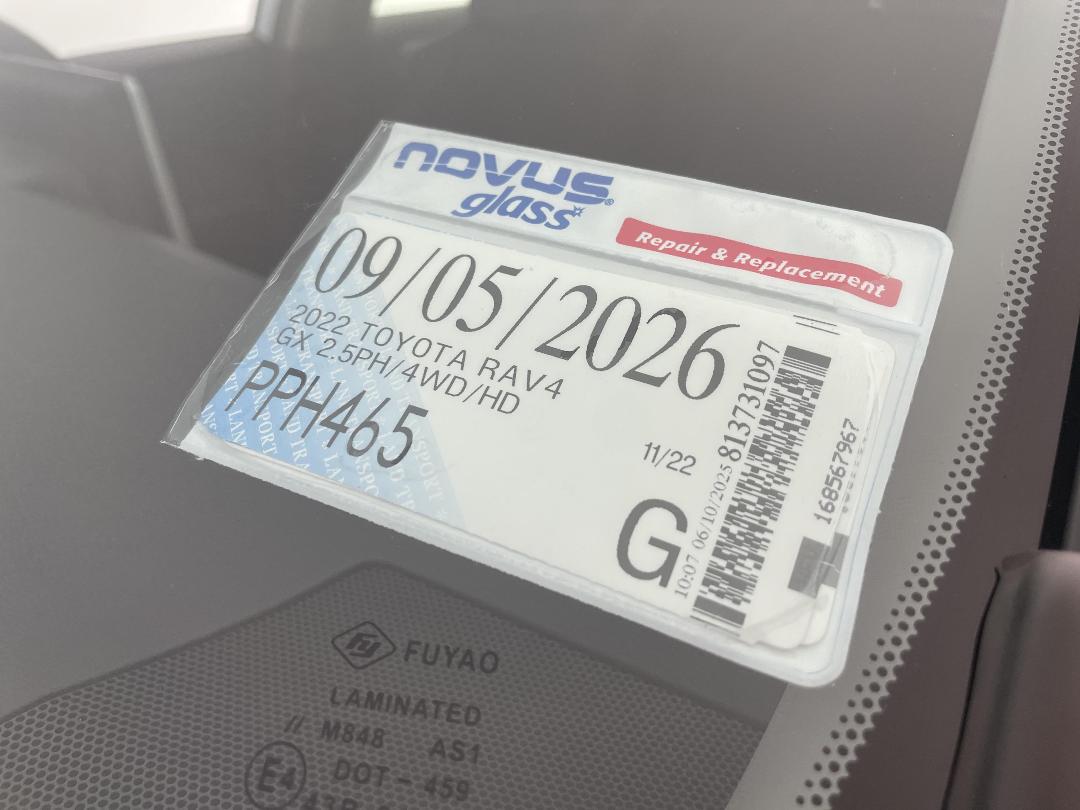 NOVUS®
glass
Repair & Replacement
09/05/2026
2022 TOYOTA RAV4
GX 2.5PH/4WD/HD
PPH465
11/22
G
10:07 06/10/2025
813731097
168567967
FUYAO
LAMINATED
// M848 AS1
E4 DOT-459